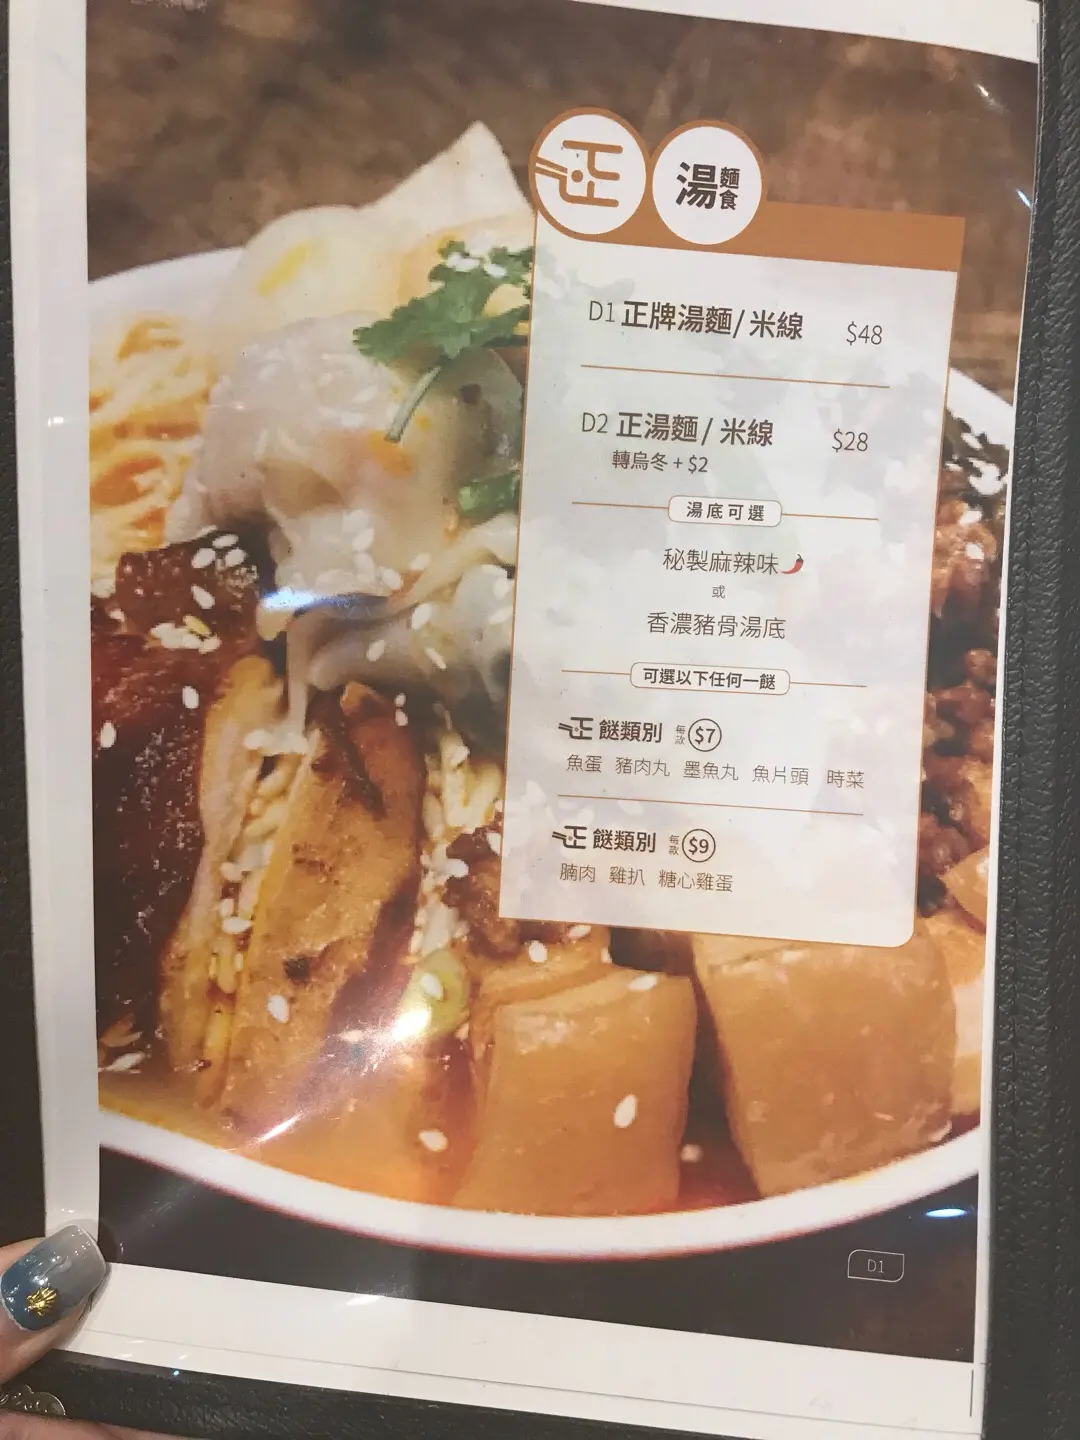 正
湯麵食
D1 正牌湯麵/米線 $48
D2 正湯麵/米線 $28
轉烏冬+$2
湯底可選
秘製麻辣味
或
香濃豬骨湯底
可選以下任何一餸
正 餸類別 每款 $7
魚蛋 豬肉丸 墨魚丸 魚片頭 時菜
正 餸類別 每款 $9
腩肉 雞扒 糖心雞蛋
D1